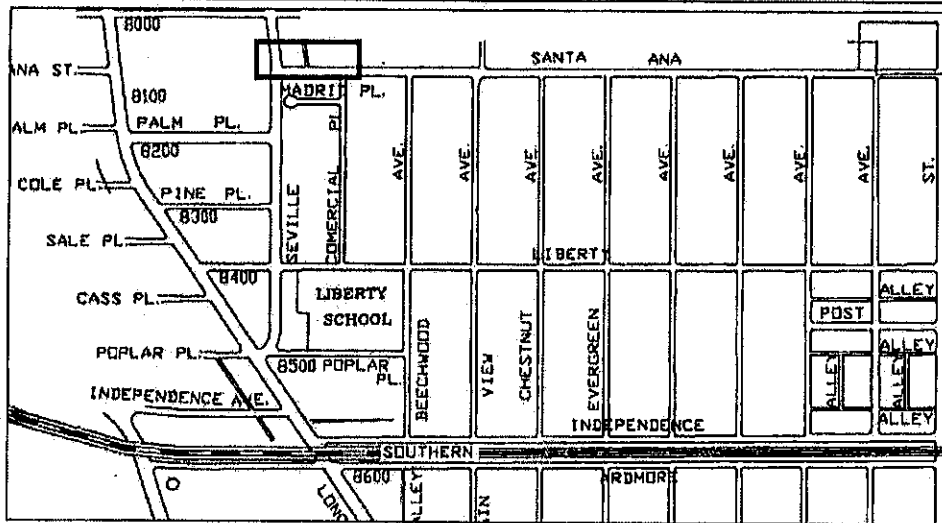 8000
SANTA ANA
ANA ST.
MADRID PL.
8100
ALM PL.
PALM PL.
8200
COLE PL.
PINE PL.
8300
SALE PL.
SEVILLE
COMERCIAL PL.
AVE.
AVE.
AVE.
AVE.
AVE.
AVE.
AVE.
ST.
LIBERTY
8400
CASS PL.
LIBERTY
SCHOOL
ALLEY
POST
POPLAR PL.
8500 POPLAR
PL.
ALLEY
ALLEY
ALLEY
BEECHWOOD
VIEW
CHESTNUT
EVERGREEN
INDEPENDENCE AVE.
INDEPENDENCE
ALLEY
SOUTHERN
8600
ARDMORE
LONG
ALLEY
AIN